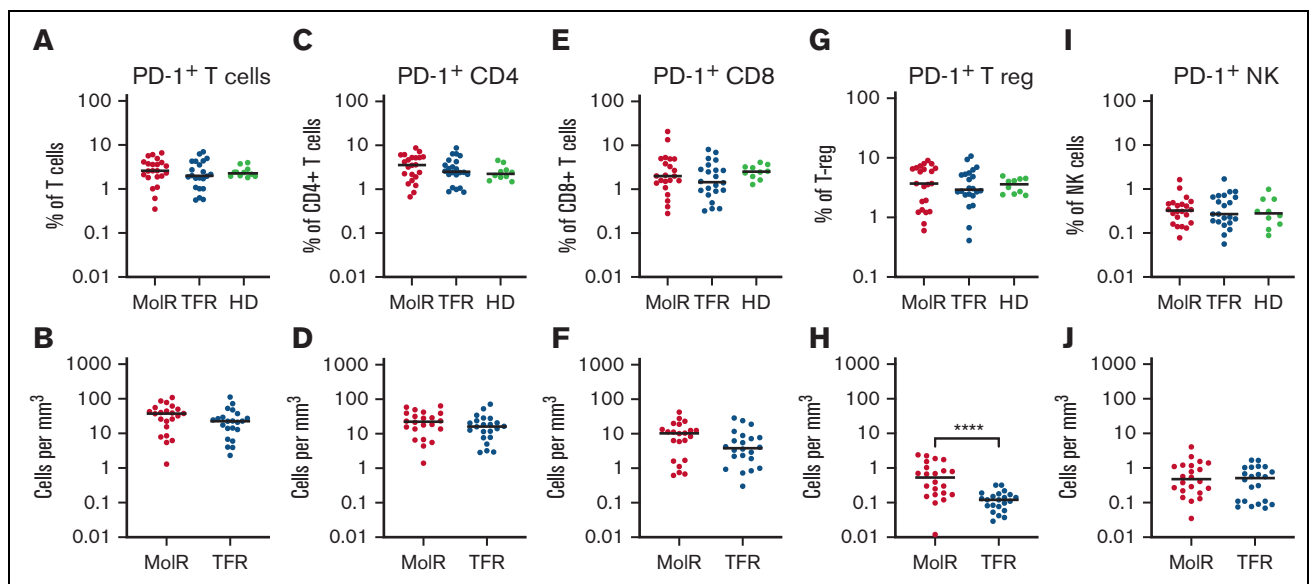 A
PD-1+ T cells
% of T cells
100
10
1
0.1
0.01
MolR TFR HD
C
PD-1+ CD4
% of CD4+ T cells
100
10
1
0.1
0.01
MolR TFR HD
E
PD-1+ CD8
% of CD8+ T cells
100
10
1
0.1
0.01
MolR TFR HD
G
PD-1+ T reg
% of T-reg
100
10
1
0.1
MolR TFR HD
I
PD-1+ NK
% of NK cells
100
10
1
0.1
0.01
MolR TFR HD
B
Cells per mm³
1000
100
10
1
0.1
0.01
MolR TFR
D
Cells per mm³
1000
100
10
1
0.1
0.01
MolR TFR
F
Cells per mm³
1000
100
10
1
0.1
0.01
MolR TFR
H
Cells per mm³
1000
100
10
1
0.1
0.01
****
MolR TFR
J
Cells per mm³
1000
100
10
1
0.1
0.01
MolR TFR